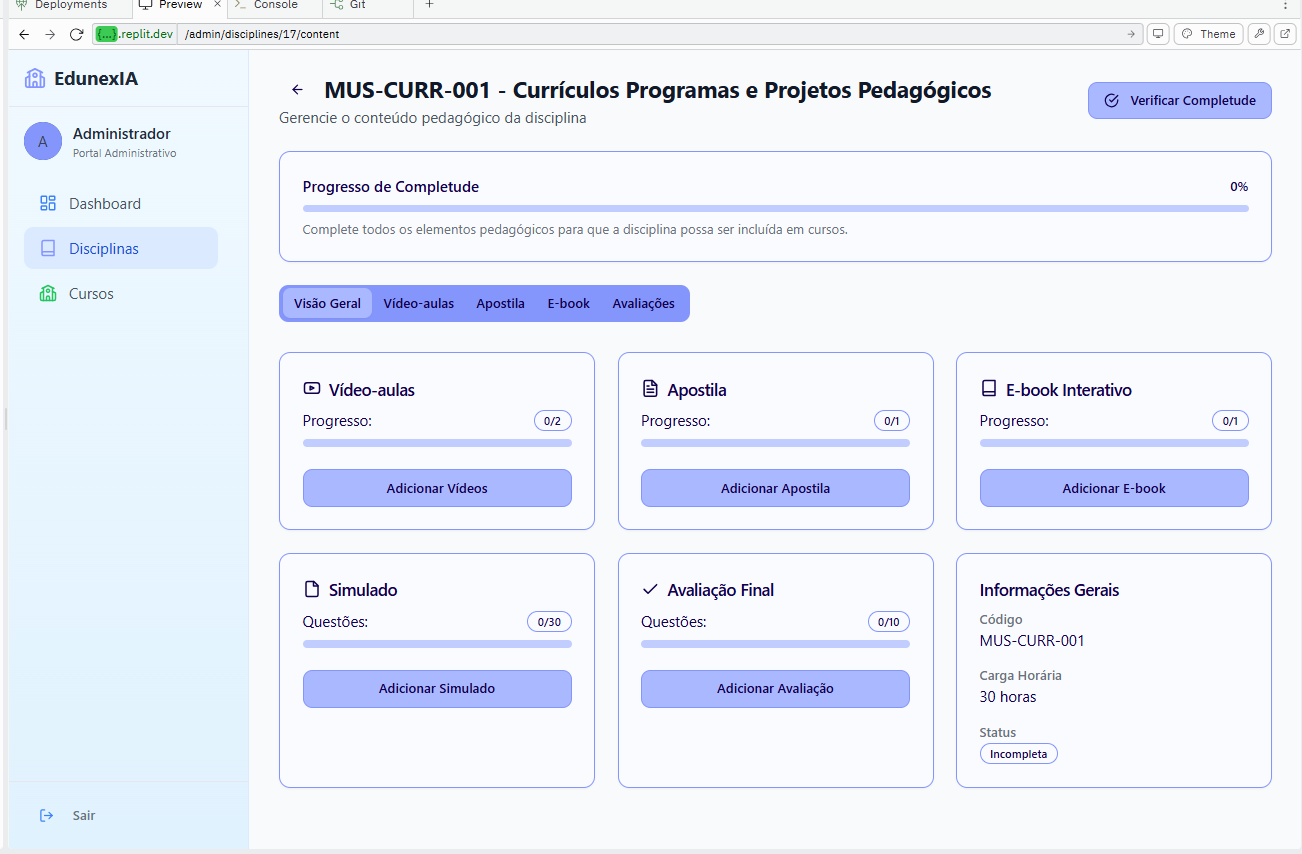 Deployments
Preview
Console
Git
{...}.replit.dev
/admin/disciplines/17/content
Theme
EdunexIA
A
Administrador
Portal Administrativo
Dashboard
Disciplinas
Cursos
Sair
MUS-CURR-001 - Currículos Programas e Projetos Pedagógicos
Gerencie o conteúdo pedagógico da disciplina
Verificar Completude
Progresso de Completude
0%
Complete todos os elementos pedagógicos para que a disciplina possa ser incluída em cursos.
Visão Geral
Vídeo-aulas
Apostila
E-book
Avaliações
Vídeo-aulas
Progresso:
0/2
Adicionar Vídeos
Apostila
Progresso:
0/1
Adicionar Apostila
E-book Interativo
Progresso:
0/1
Adicionar E-book
Simulado
Questões:
0/30
Adicionar Simulado
Avaliação Final
Questões:
0/10
Adicionar Avaliação
Informações Gerais
Código
MUS-CURR-001
Carga Horária
30 horas
Status
Incompleta